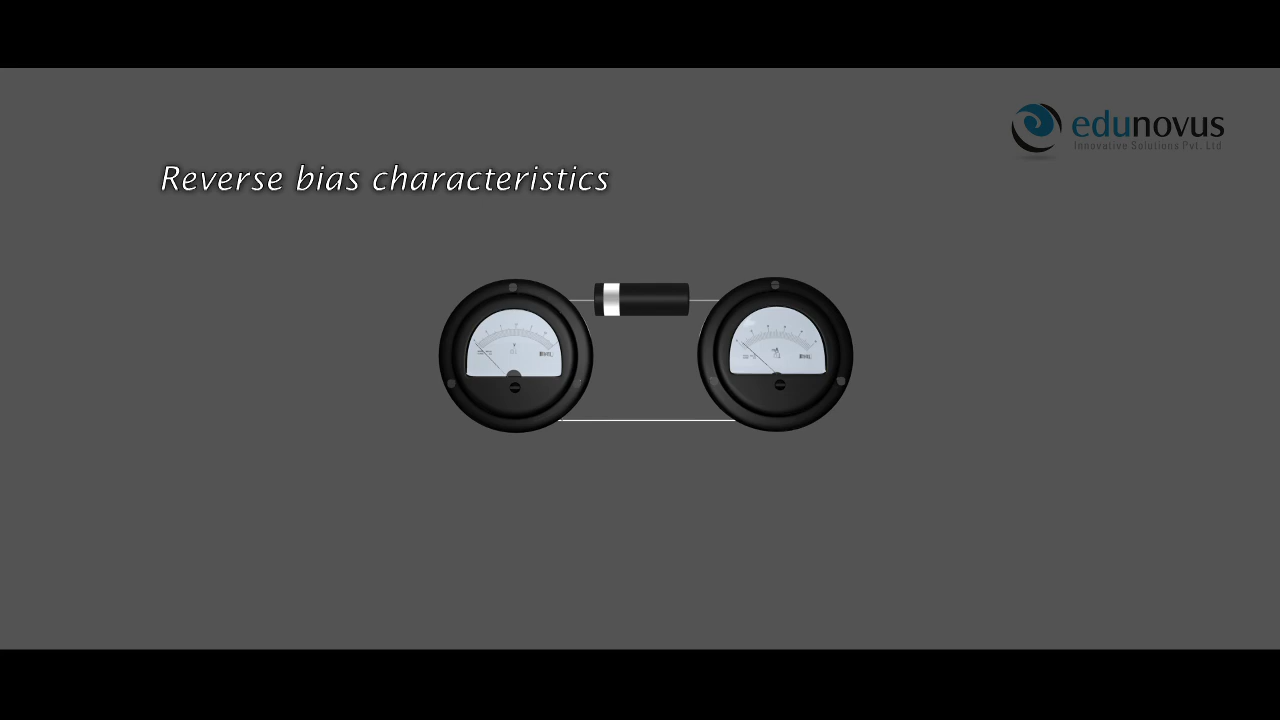 edunovus
Innovative Solutions Pvt. Ltd
Reverse bias characteristics